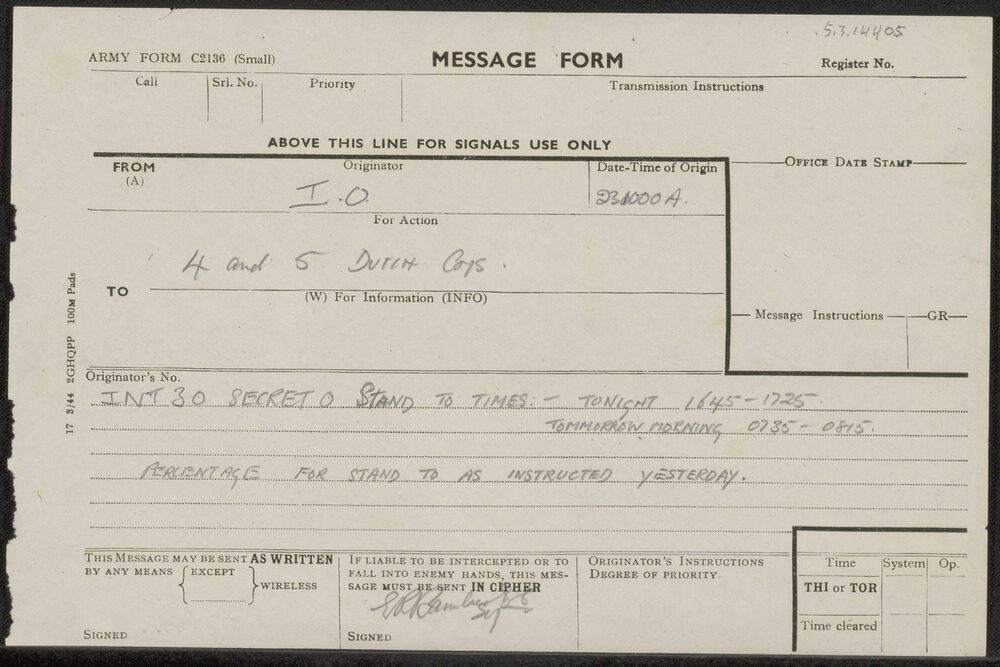 5.3.14405
ARMY FORM C2136 (Small)
MESSAGE FORM
Register No.
Call
Srl. No.
Priority
Transmission Instructions
ABOVE THIS LINE FOR SIGNALS USE ONLY
FROM
(A)
Originator
I.O.
Date-Time of Origin
231000A.
OFFICE DATE STAMP
For Action
4 and 5 DUTCH Coys.
TO
(W) For Information (INFO)
Message Instructions
GR
17 3/44 2GHQPP 100M Pads
Originator's No.
INT 30 SECRET O STAND TO TIMES:- TONIGHT 1645-1725.
TOMMORROW MORNING 0735-0815.
PERCENTAGE FOR STAND TO AS INSTRUCTED YESTERDAY.
THIS MESSAGE MAY BE SENT AS WRITTEN
BY ANY MEANS EXCEPT WIRELESS
SIGNED
IF LIABLE TO BE INTERCEPTED OR TO
FALL INTO ENEMY HANDS, THIS MES-
SAGE MUST BE SENT IN CIPHER
SIGNED
ORIGINATOR'S INSTRUCTIONS
DEGREE OF PRIORITY
Time
System
Op.
THI or TOR
Time cleared